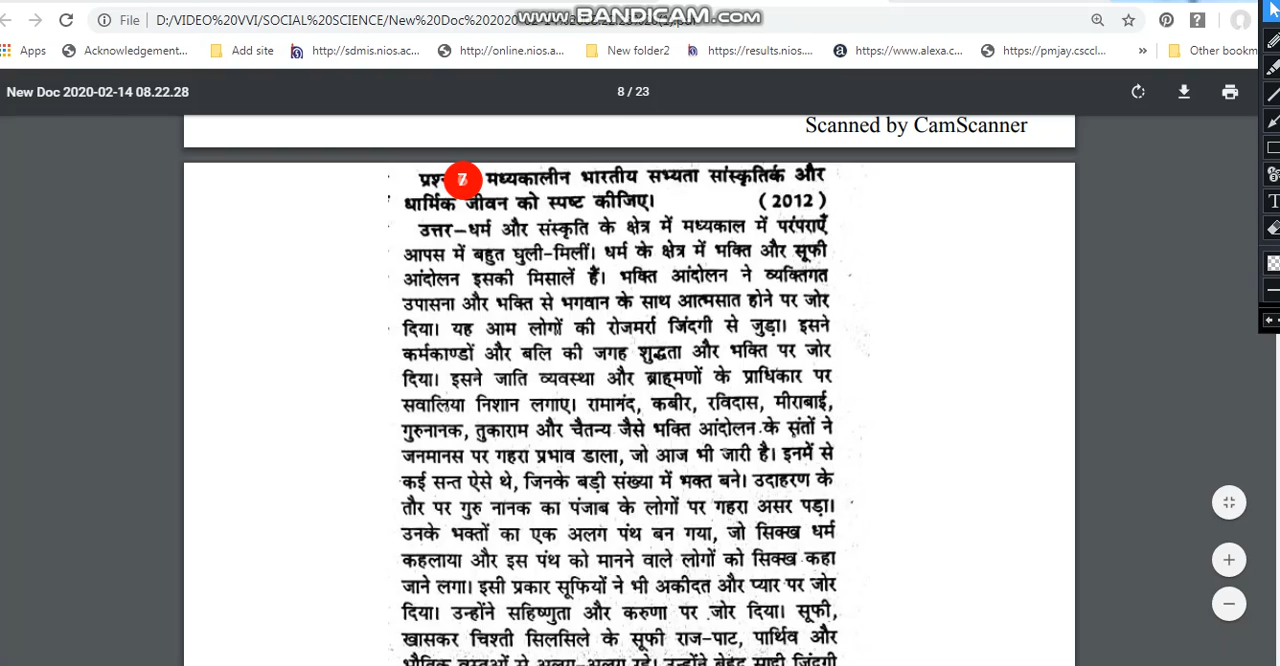 www.BANDICAM.com
File D:/VIDEO%20VVI/SOCIAL%20SCIENCE/New%20Doc%202020
Apps Acknowledgement... Add site http://sdmis.nios.ac... http://online.nios.a... New folder2 https://results.nios.... https://www.alexa.c... https://pmjay.csccl... » Other bookm
New Doc 2020-02-14 08.22.28 8 / 23
Scanned by CamScanner
प्रश्न 7 मध्यकालीन भारतीय सभ्यता सांस्कृतिर्क और
धार्मिक जीवन को स्पष्ट कीजिए। (2012)
उत्तर–धर्म और संस्कृति के क्षेत्र में मध्यकाल में परंपराएँ
आपस में बहुत घुली-मिलीं। धर्म के क्षेत्र में भक्ति और सूफी
आंदोलन इसकी मिसालें हैं। भक्ति आंदोलन ने व्यक्तिगत
उपासना और भक्ति से भगवान के साथ आत्मसात होने पर जोर
दिया। यह आम लोगों की रोजमर्रा जिंदगी से जुड़ा। इसने
कर्मकाण्डों और बलि की जगह शुद्धता और भक्ति पर जोर
दिया। इसने जाति व्यवस्था और ब्राह्मणों के प्राधिकार पर
सवालिया निशान लगाए। रामानंद, कबीर, रविदास, मीराबाई,
गुरुनानक, तुकाराम और चैतन्य जैसे भक्ति आंदोलन के संतों ने
जनमानस पर गहरा प्रभाव डाला, जो आज भी जारी है। इनमें से
कई सन्त ऐसे थे, जिनके बड़ी संख्या में भक्त बने। उदाहरण के
तौर पर गुरु नानक का पंजाब के लोगों पर गहरा असर पड़ा।
उनके भक्तों का एक अलग पंथ बन गया, जो सिक्ख धर्म
कहलाया और इस पंथ को मानने वाले लोगों को सिक्ख कहा
जाने लगा। इसी प्रकार सूफियों ने भी अकीदत और प्यार पर जोर
दिया। उन्होंने सहिष्णुता और करुणा पर जोर दिया। सूफी,
खासकर चिश्ती सिलसिले के सूफी राज-पाट, पार्थिव और
भौतिक वस्तुओं से अलग-अलग रहे। उन्होंने बेहद सादी जिंदगी